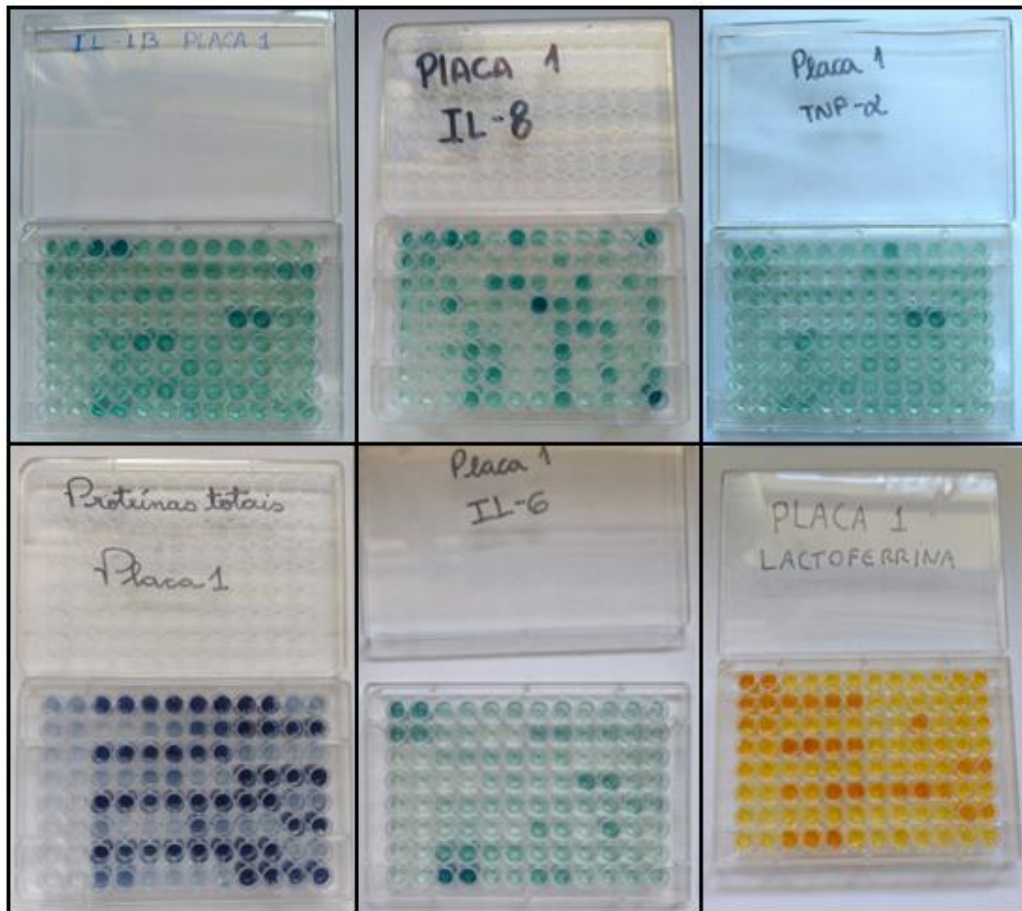 IL-1B PLACA 1
PlACA 1
IL-8
Placa 1
TNF-α
Proteínas totais
Placa 1
Placa 1
IL-6
PLACA 1
LACTOFERRINA